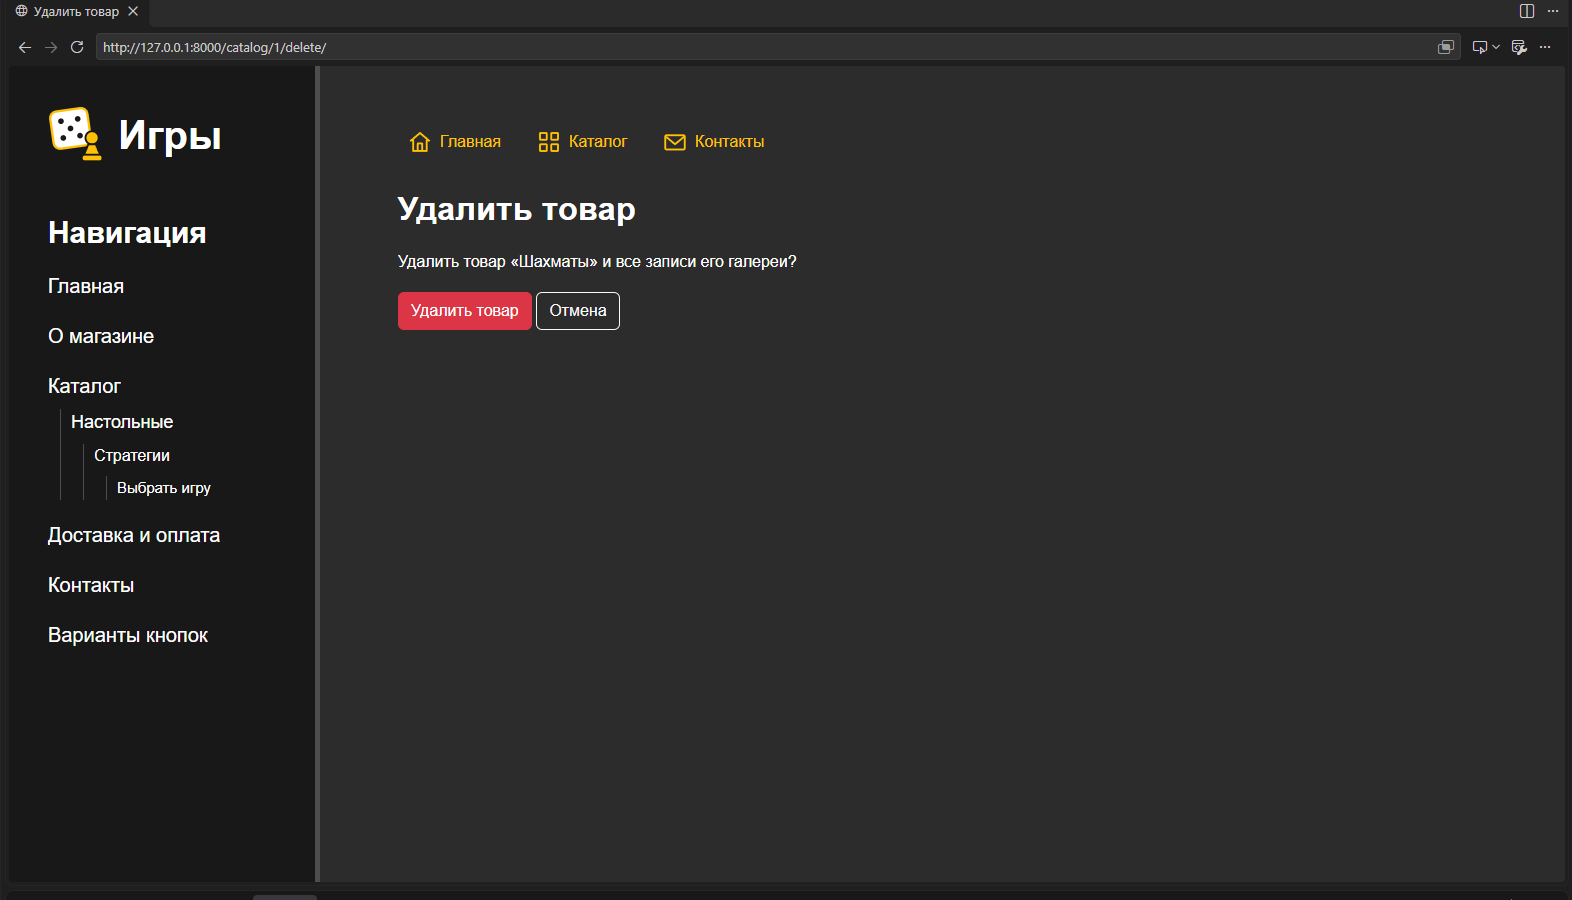 Удалить товар
http://127.0.0.1:8000/catalog/1/delete/
Игры
Навигация
Главная
О магазине
Каталог
Настольные
Стратегии
Выбрать игру
Доставка и оплата
Контакты
Варианты кнопок
Главная
Каталог
Контакты
Удалить товар
Удалить товар «Шахматы» и все записи его галереи?
Удалить товар
Отмена